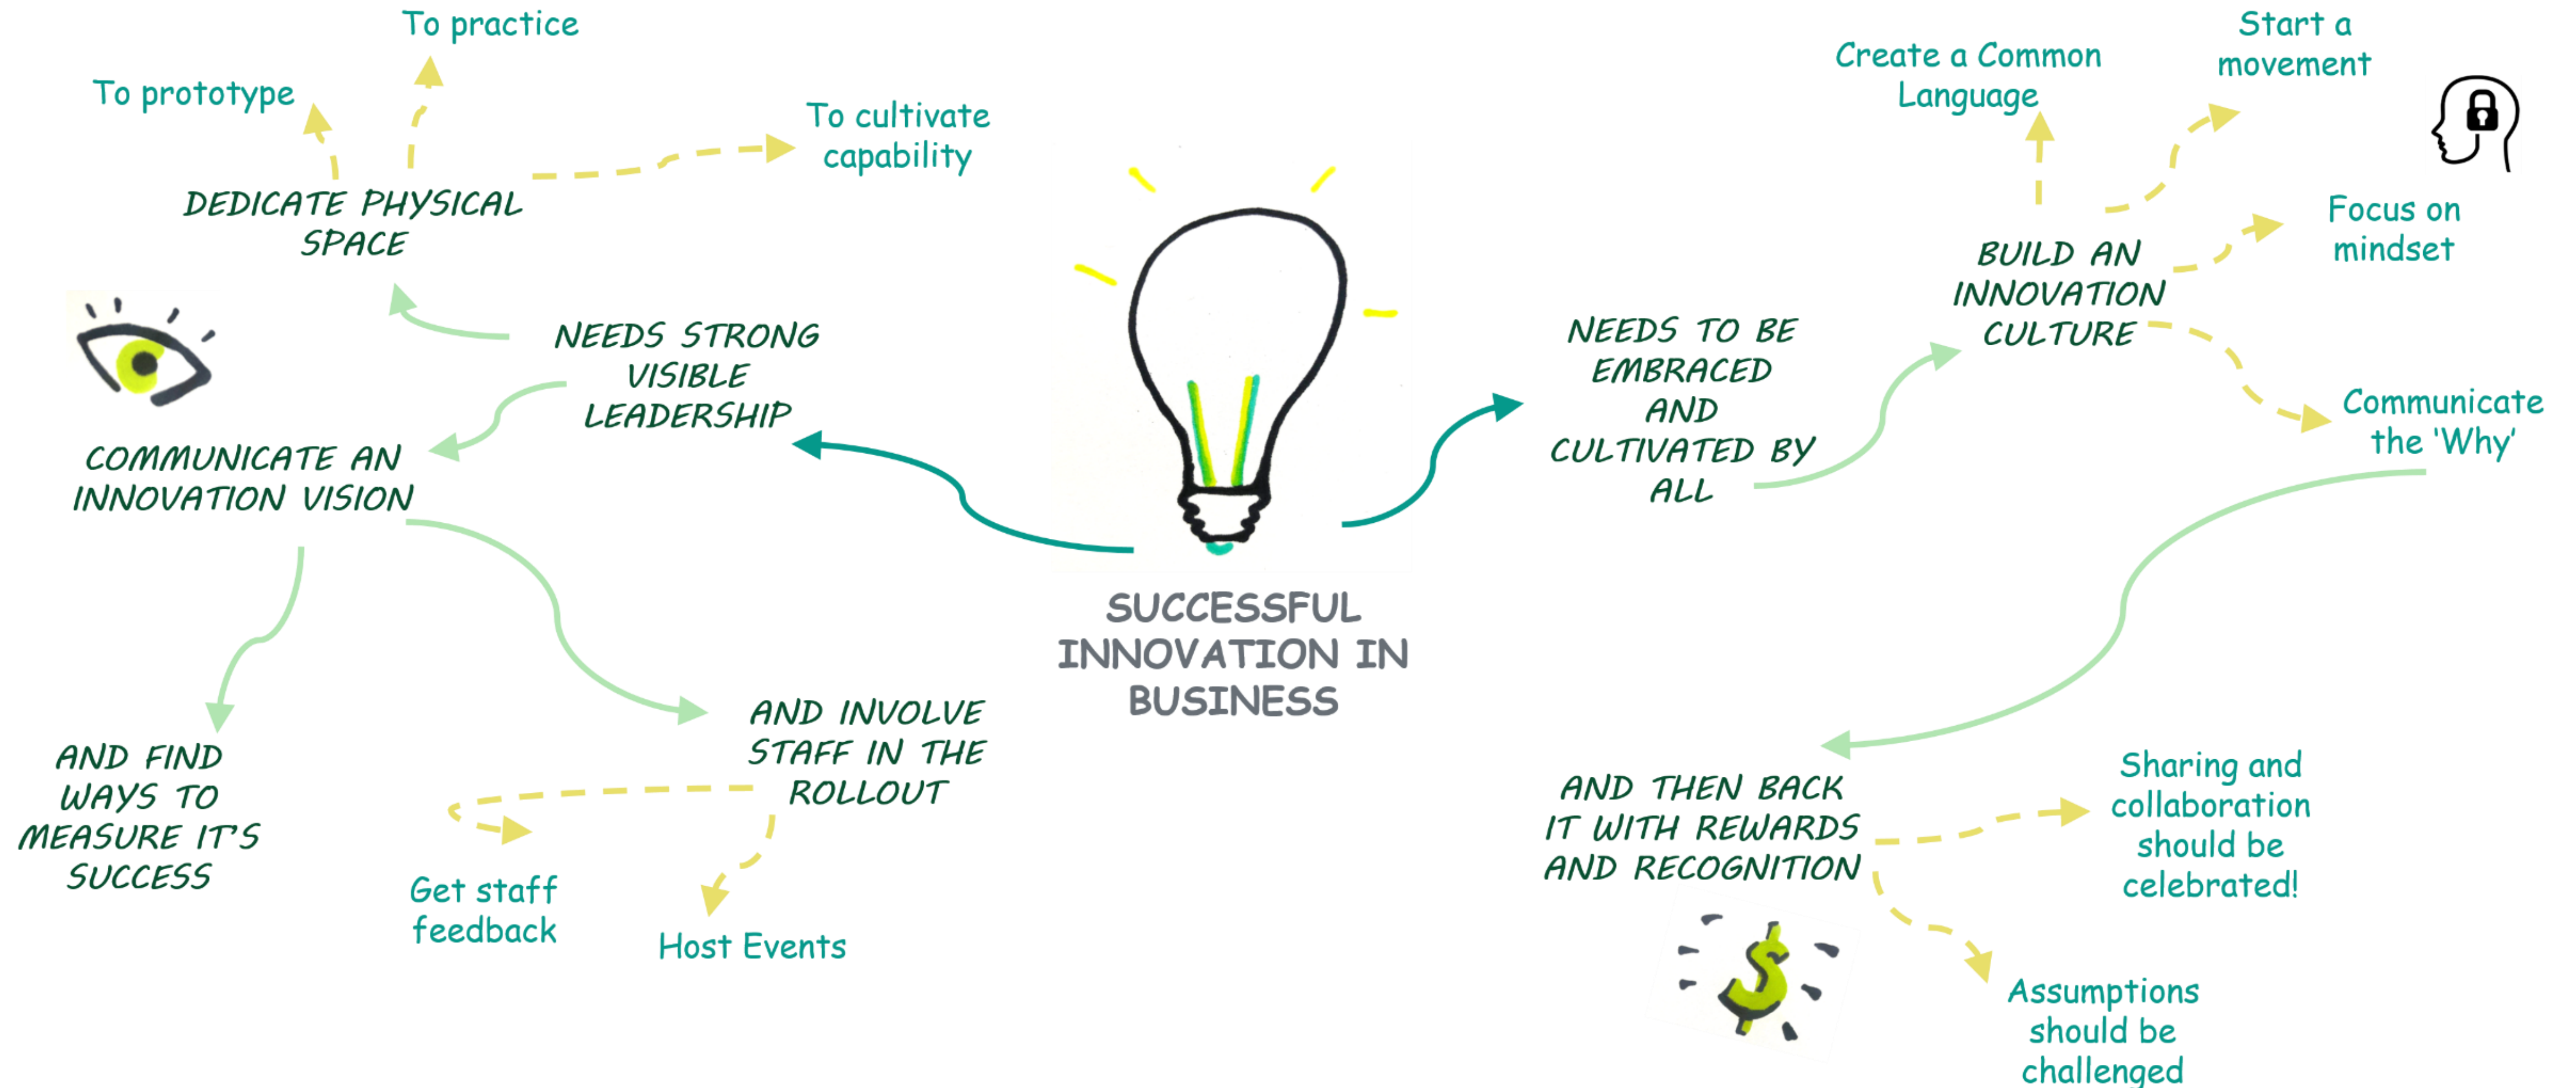 To practice
To prototype
To cultivate
capability
DEDICATE PHYSICAL
SPACE
NEEDS STRONG
VISIBLE
LEADERSHIP
COMMUNICATE AN
INNOVATION VISION
AND FIND
WAYS TO
MEASURE IT'S
SUCCESS
AND INVOLVE
STAFF IN THE
ROLLOUT
Get staff
feedback
Host Events
SUCCESSFUL
INNOVATION IN
BUSINESS
NEEDS TO BE
EMBRACED
AND
CULTIVATED BY
ALL
BUILD AN
INNOVATION
CULTURE
Create a Common
Language
Start a
movement
Focus on
mindset
Communicate
the 'Why'
AND THEN BACK
IT WITH REWARDS
AND RECOGNITION
Sharing and
collaboration
should be
celebrated!
Assumptions
should be
challenged